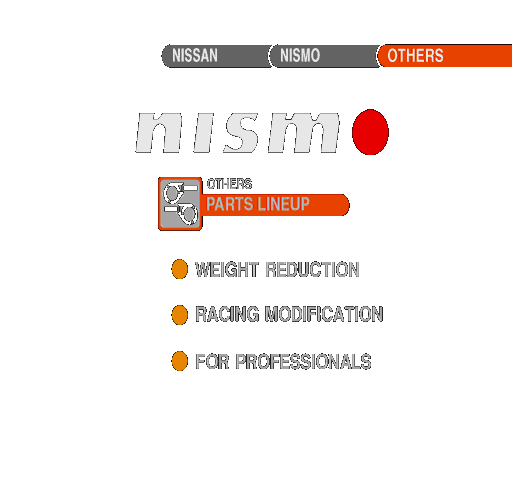 NISSAN NISMO OTHERS
nismo
OTHERS
PARTS LINEUP
WEIGHT REDUCTION
RACING MODIFICATION
FOR PROFESSIONALS